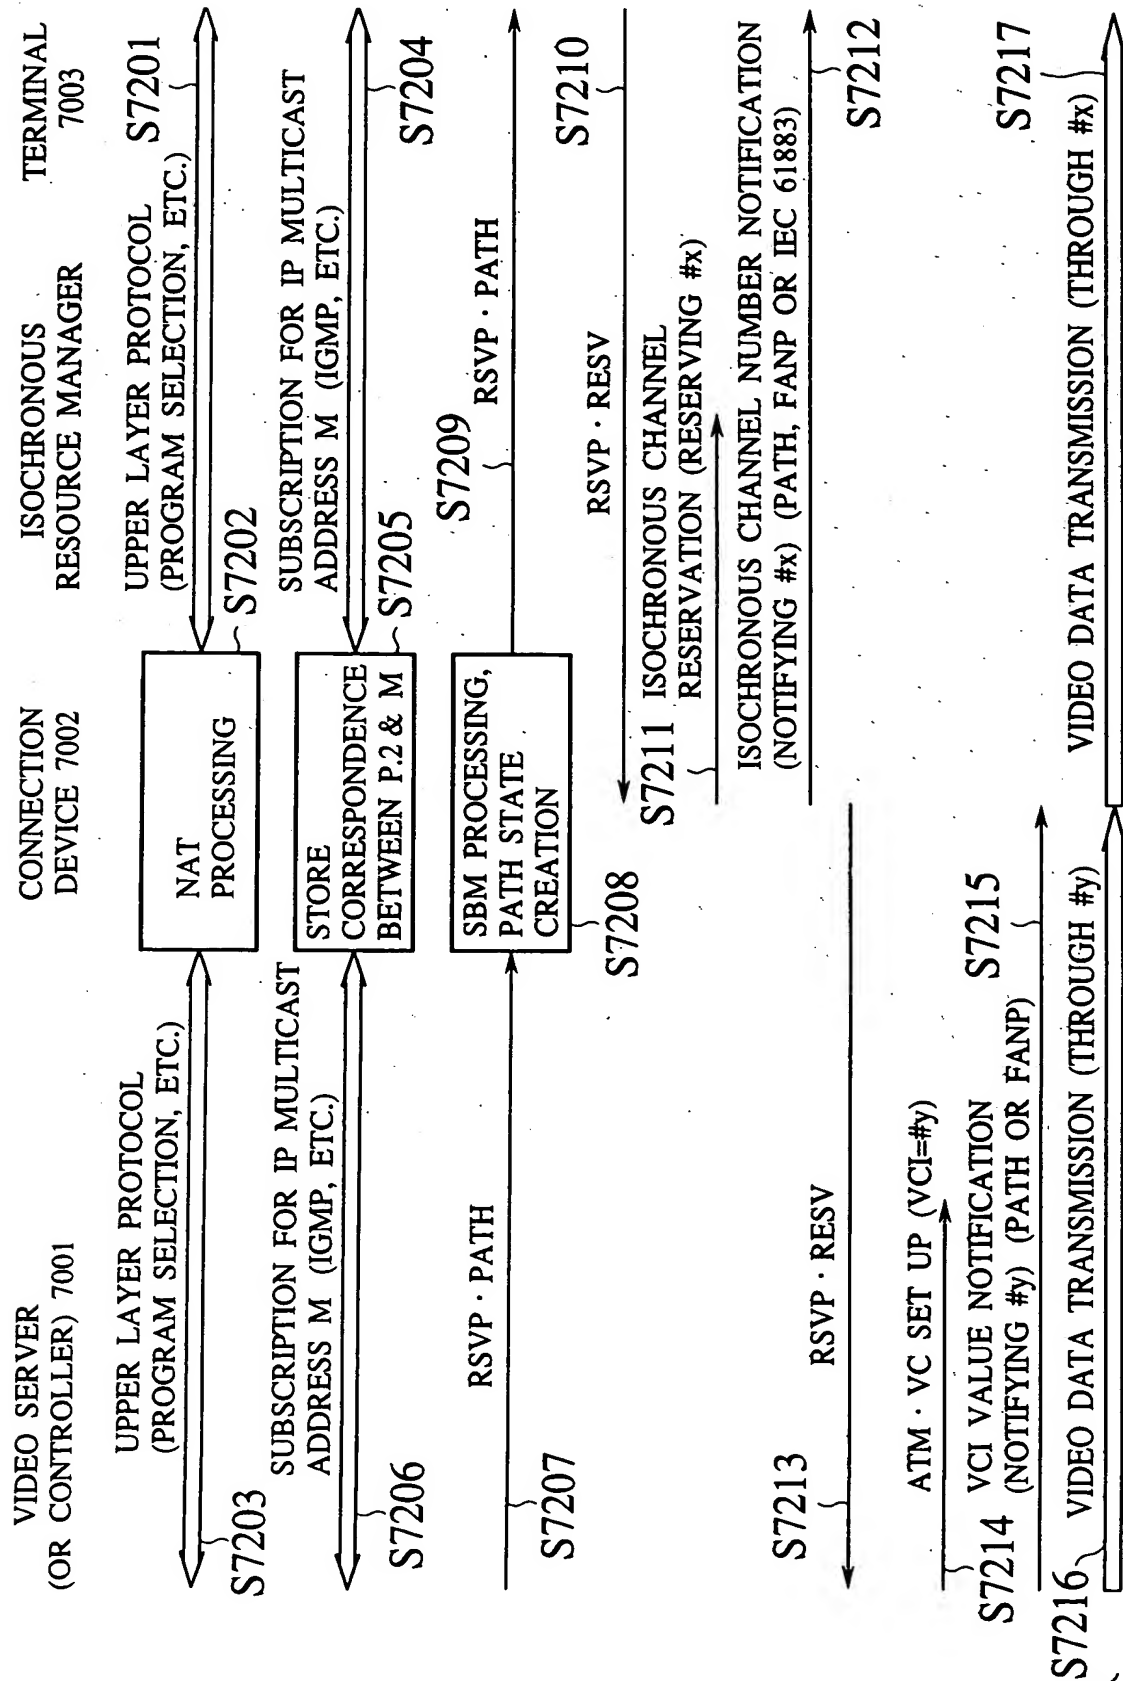 VIDEO SERVER
(OR CONTROLLER) 7001
CONNECTION
DEVICE 7002
ISOCHRONOUS
RESOURCE MANAGER
TERMINAL
7003
UPPER LAYER PROTOCOL
(PROGRAM SELECTION, ETC.)
S7203
NAT
PROCESSING
S7202
UPPER LAYER PROTOCOL
(PROGRAM SELECTION, ETC.)
S7201
SUBSCRIPTION FOR IP MULTICAST
ADDRESS M (IGMP, ETC.)
S7206
STORE
CORRESPONDENCE
BETWEEN P.2 & M
S7205
SUBSCRIPTION FOR IP MULTICAST
ADDRESS M (IGMP, ETC.)
S7204
RSVP · PATH
S7207
SBM PROCESSING,
PATH STATE
CREATION
S7208
S7209
RSVP · PATH
S7210
RSVP · RESV
S7211
ISOCHRONOUS CHANNEL
RESERVATION (RESERVING #x)
ISOCHRONOUS CHANNEL NUMBER NOTIFICATION
(NOTIFYING #x) (PATH, FANP OR IEC 61883)
S7212
S7213
RSVP · RESV
ATM · VC SET UP (VCI=#y)
S7214
VCI VALUE NOTIFICATION
(NOTIFYING #y) (PATH OR FANP)
S7215
S7216
VIDEO DATA TRANSMISSION (THROUGH #y)
VIDEO DATA TRANSMISSION (THROUGH #x)
S7217